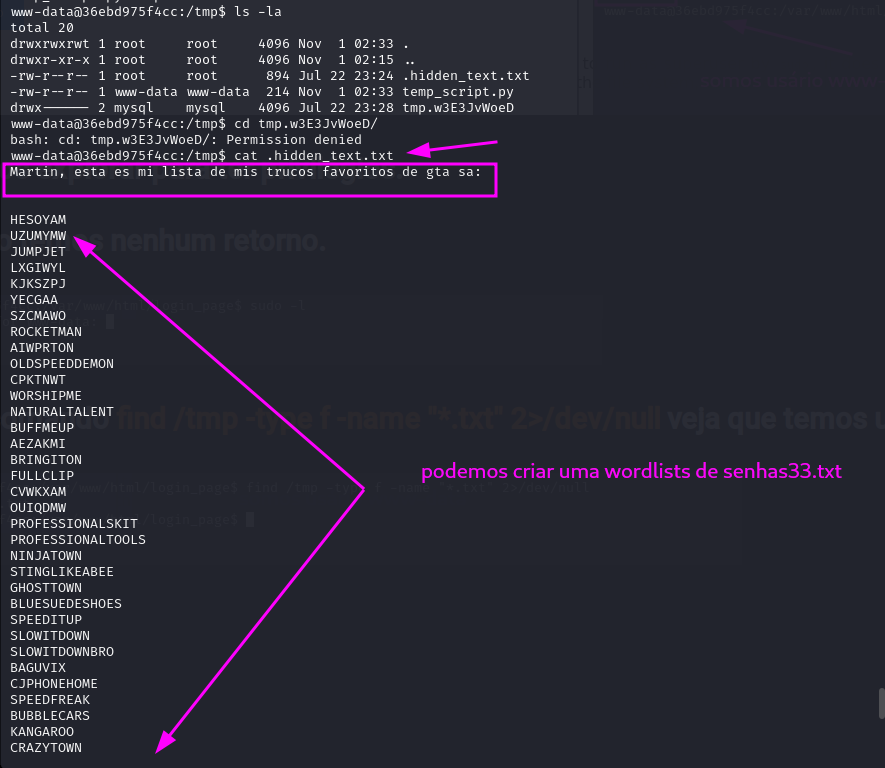 www-data@36ebd975f4cc:/tmp$ ls -la
total 20
drwxrwxrwt 1 root     root     4096 Nov  1 02:33 .
drwxr-xr-x 1 root     root     4096 Nov  1 02:15 ..
-rw-r--r-- 1 root     root      894 Jul 22 23:24 .hidden_text.txt
-rw-r--r-- 1 www-data www-data  214 Nov  1 02:33 temp_script.py
drwx------ 2 mysql    mysql    4096 Jul 22 23:28 tmp.w3E3JvWoeD
www-data@36ebd975f4cc:/tmp$ cd tmp.w3E3JvWoeD/
bash: cd: tmp.w3E3JvWoeD/: Permission denied
www-data@36ebd975f4cc:/tmp$ cat .hidden_text.txt
Martin, esta es mi lista de mis trucos favoritos de gta sa:
HESOYAM
UZUMYMW
nenhum retorno.
JUMPJET
LXGIWYL
KJKSZPJ
YECGAA
SZCMAWO
ROCKETMAN
AIWPRTON
OLDSPEEDDEMON
CPKTNWT
WORSHIPME
NATURALTALENT
find /tmp -type f -name "*.txt" 2>/dev/null veja que temos u
BUFFMEUP
AEZAKMI
BRINGITON
podemos criar uma wordlists de senhas33.txt
FULLCLIP
CVWKXAM
OUIQDMW
PROFESSIONALSKIT
PROFESSIONALTOOLS
NINJATOWN
STINGLIKEABEE
GHOSTTOWN
BLUESUEDESHOES
SPEEDITUP
SLOWITDOWN
SLOWITDOWNBRO
BAGUVIX
CJPHONEHOME
SPEEDFREAK
BUBBLECARS
KANGAROO
CRAZYTOWN